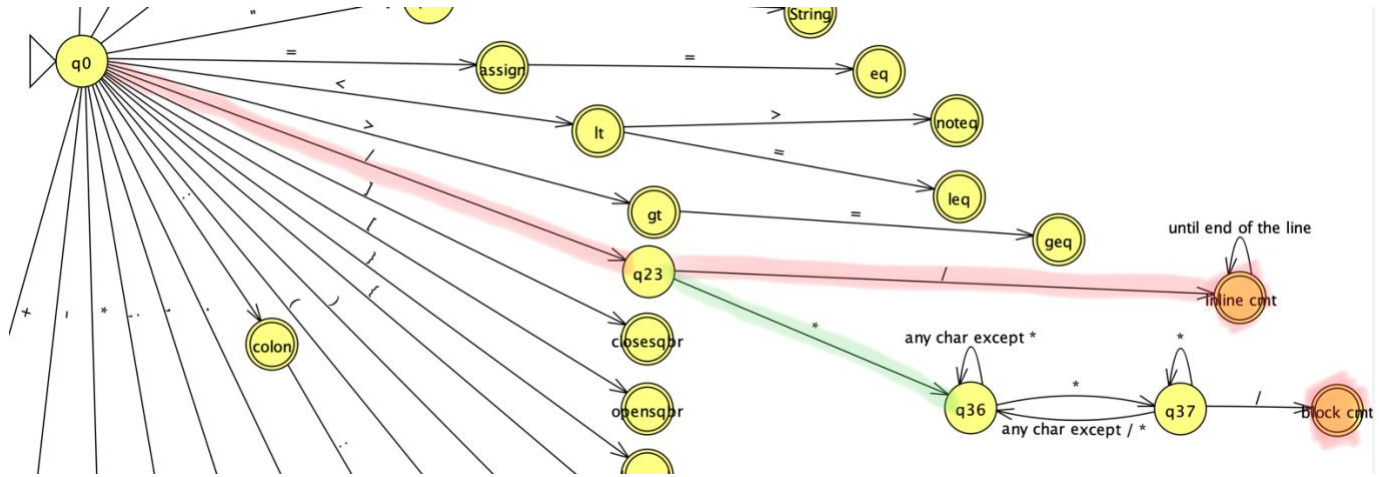 "
String
q0
=
assign
=
eq
<
lt
>
noteq
=
leq
>
gt
=
geq
/
q23
/
until end of the line
inline cmt
]
[
}
{
:
(
)
+
-
*
;
,
.
colon
:
closesqbr
opensqbr
*
any char except *
q36
*
any char except / *
*
q37
/
block cmt